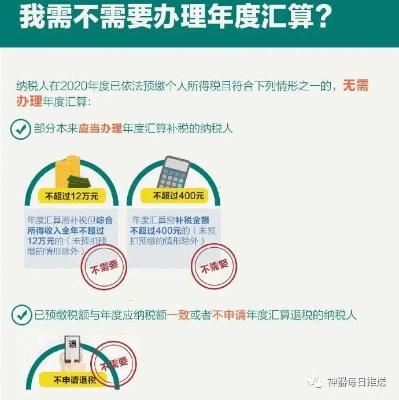 我需不需要办理年度汇算？
纳税人在2020年度已依法预缴个人所得税且符合下列情形之一的，无需
办理年度汇算：
部分本来应当办理年度汇算补税的纳税人
不超过12万元
不超过400元
年度汇算需补税但综合
所得收入全年不超过
12万元的（未预扣预
缴的情形除外）
不需要
年度汇算需补税金额
不超过400元的（未预
扣预缴的情形除外）
不需要
已预缴税额与年度应纳税额一致或者不申请年度汇算退税的纳税人
退
不需要
不申请退税
神器每日推送